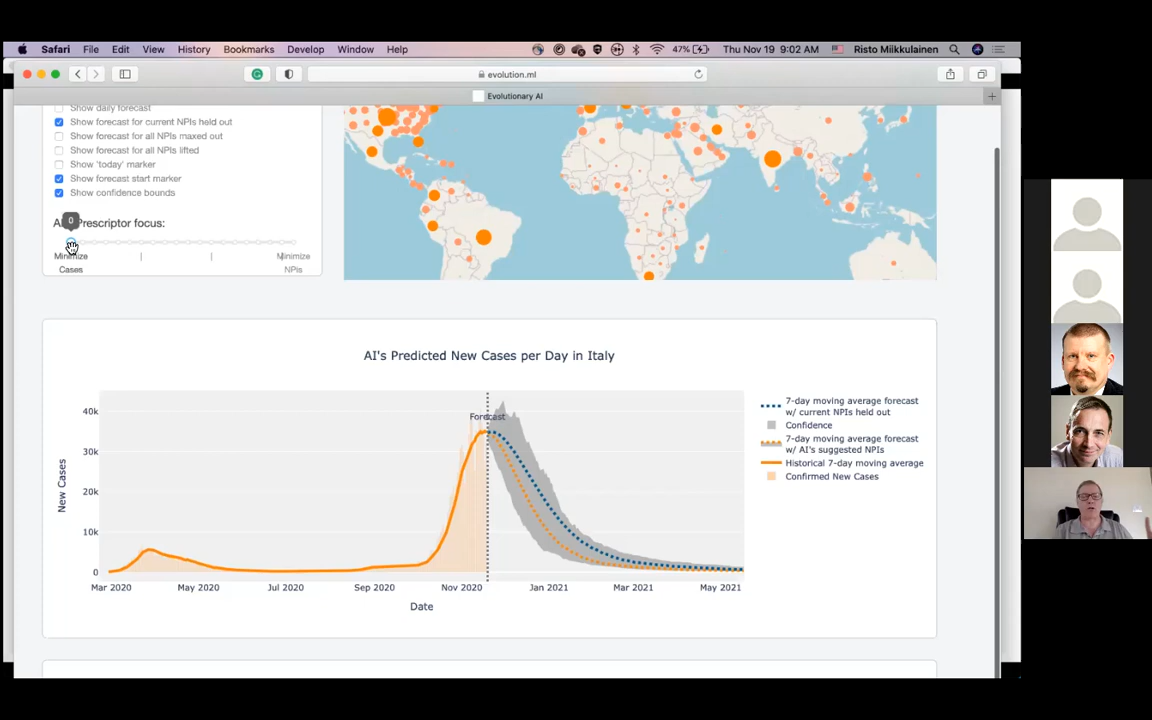 Safari File Edit View History Bookmarks Develop Window Help 47% Thu Nov 19 9:02 AM Risto Miikkulainen
evolution.ml
Evolutionary AI
Show daily forecast
Show forecast for current NPIs held out
Show forecast for all NPIs maxed out
Show forecast for all NPIs lifted
Show 'today' marker
Show forecast start marker
Show confidence bounds
0
Prescriptor focus:
Minimize
Cases
Minimize
NPIs
AI's Predicted New Cases per Day in Italy
Forecast
40k
30k
20k
10k
0
New Cases
Mar 2020 May 2020 Jul 2020 Sep 2020 Nov 2020 Jan 2021 Mar 2021 May 2021
Date
7-day moving average forecast
w/ current NPIs held out
Confidence
7-day moving average forecast
w/ AI's suggested NPIs
Historical 7-day moving average
Confirmed New Cases